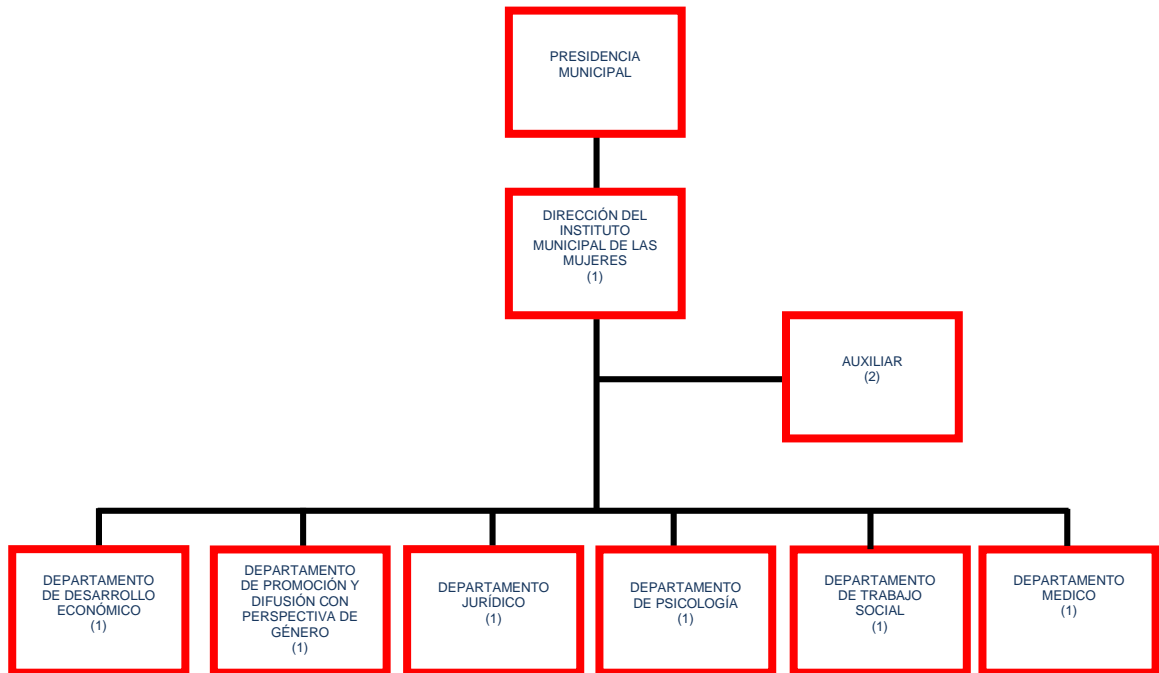 PRESIDENCIA
MUNICIPAL
DIRECCIÓN DEL
INSTITUTO
MUNICIPAL DE LAS
MUJERES
(1)
AUXILIAR
(2)
DEPARTAMENTO
DE DESARROLLO
ECONÓMICO
(1)
DEPARTAMENTO
DE PROMOCIÓN Y
DIFUSIÓN CON
PERSPECTIVA DE
GÉNERO
(1)
DEPARTAMENTO
JURÍDICO
(1)
DEPARTAMENTO
DE PSICOLOGÍA
(1)
DEPARTAMENTO
DE TRABAJO
SOCIAL
(1)
DEPARTAMENTO
MEDICO
(1)